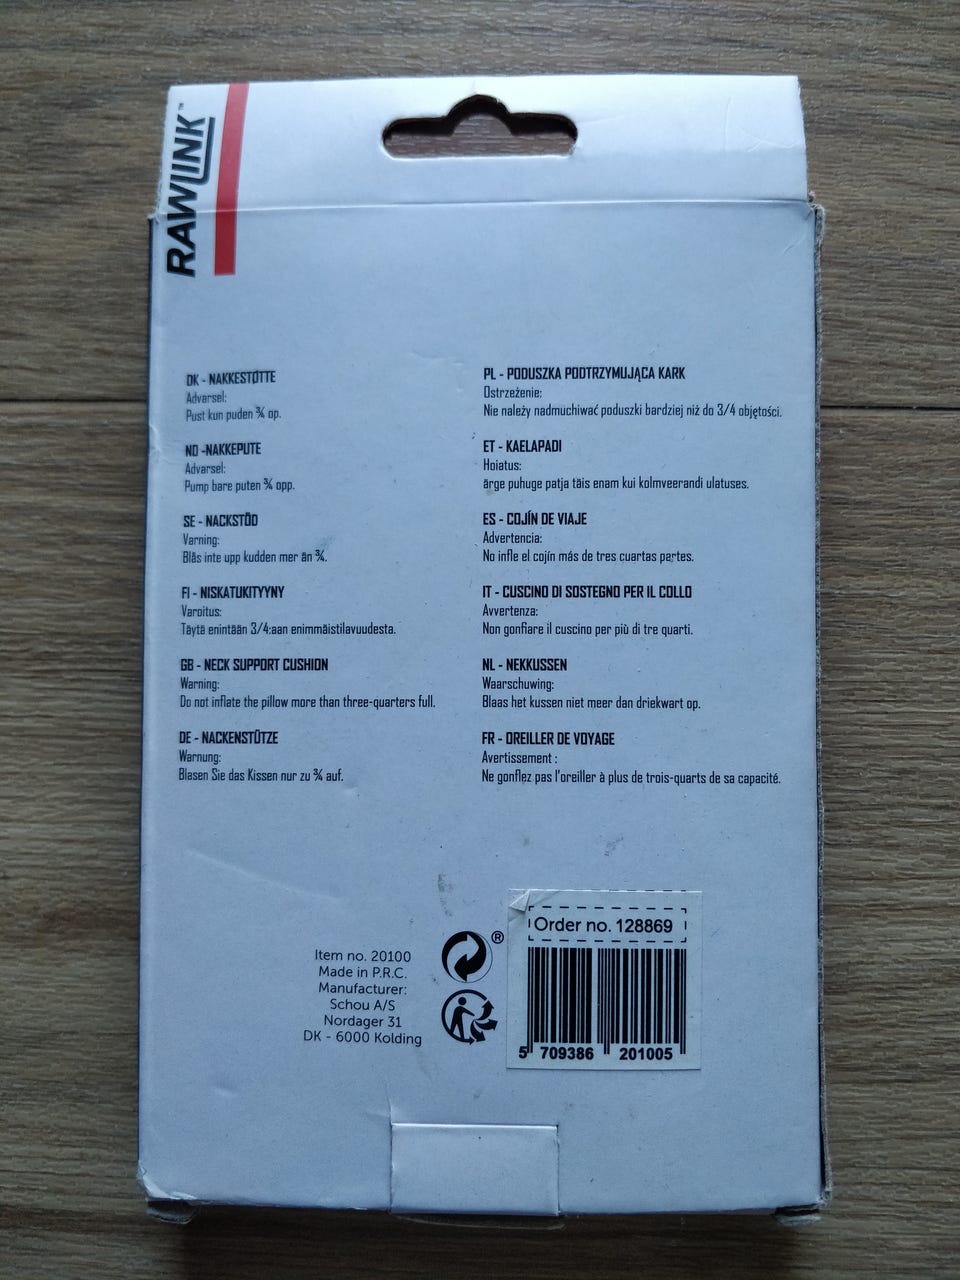 RAWLINK™
DK - NAKKESTØTTE
Advarsel:
Pust kun puden ¾ op.
NO -NAKKEPUTE
Advarsel:
Pump bare puten ¾ opp.
SE - NACKSTÖD
Varning:
Blås inte upp kudden mer än ¾.
FI - NISKATUKITYYNY
Varoitus:
Täytä enintään 3/4:aan enimmäistilavuudesta.
GB - NECK SUPPORT CUSHION
Warning:
Do not inflate the pillow more than three-quarters full.
DE - NACKENSTÜTZE
Warnung:
Blasen Sie das Kissen nur zu ¾ auf.
PL - PODUSZKA PODTRZYMUJĄCA KARK
Ostrzeżenie:
Nie należy nadmuchiwać poduszki bardziej niż do 3/4 objętości.
ET - KAELAPADI
Hoiatus:
ärge puhuge patja täis enam kui kolmveerandi ulatuses.
ES - COJÍN DE VIAJE
Advertencia:
No infle el cojín más de tres cuartas partes.
IT - CUSCINO DI SOSTEGNO PER IL COLLO
Avvertenza:
Non gonfiare il cuscino per più di tre quarti.
NL - NEKKUSSEN
Waarschuwing:
Blaas het kussen niet meer dan driekwart op.
FR - OREILLER DE VOYAGE
Avertissement :
Ne gonflez pas l'oreiller à plus de trois-quarts de sa capacité.
Item no. 20100
Made in P.R.C.
Manufacturer:
Schou A/S
Nordager 31
DK - 6000 Kolding
®
Order no. 128869
5 709386 201005